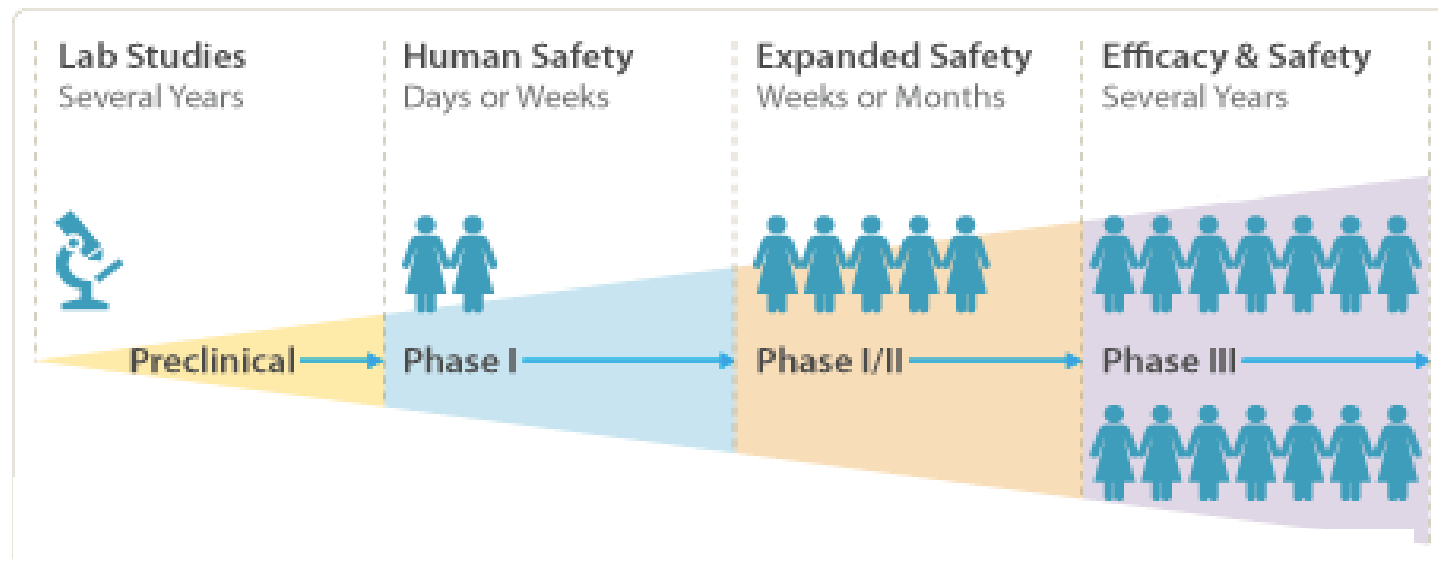 Lab Studies
Several Years
Human Safety
Days or Weeks
Expanded Safety
Weeks or Months
Efficacy & Safety
Several Years
Preclinical
Phase I
Phase I/II
Phase III